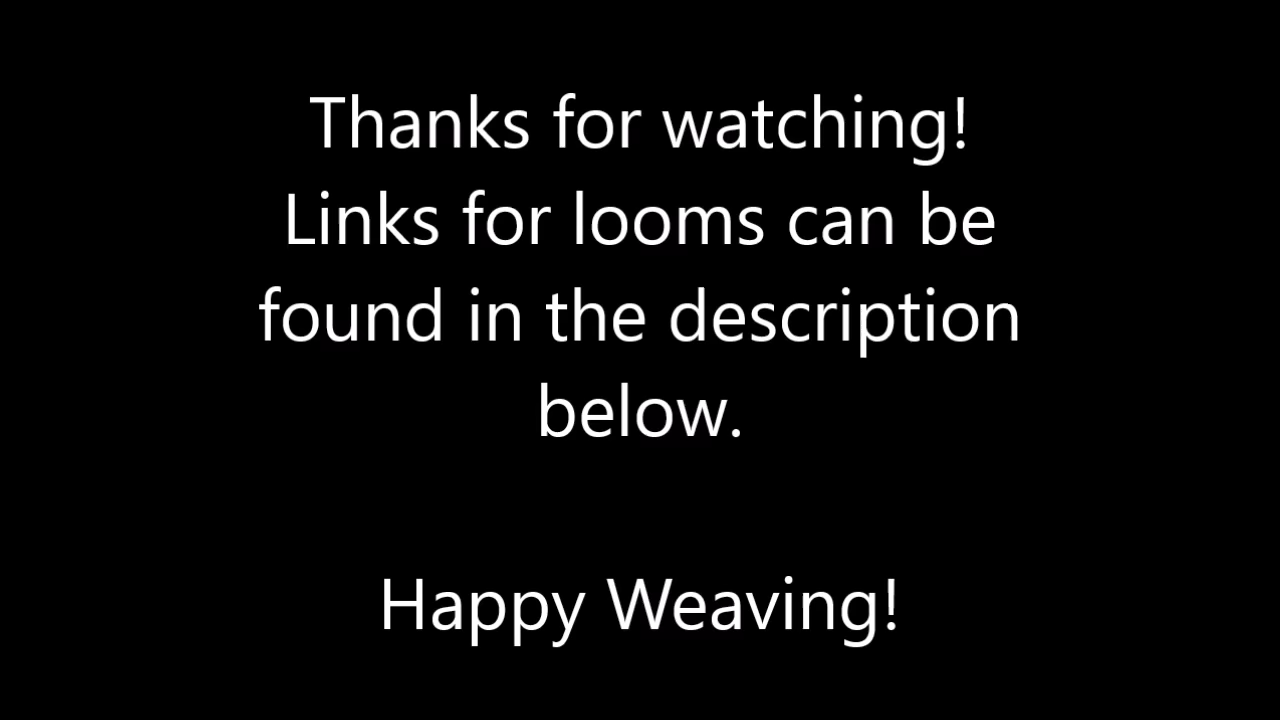 Thanks for watching!
Links for looms can be
found in the description
below.
Happy Weaving!